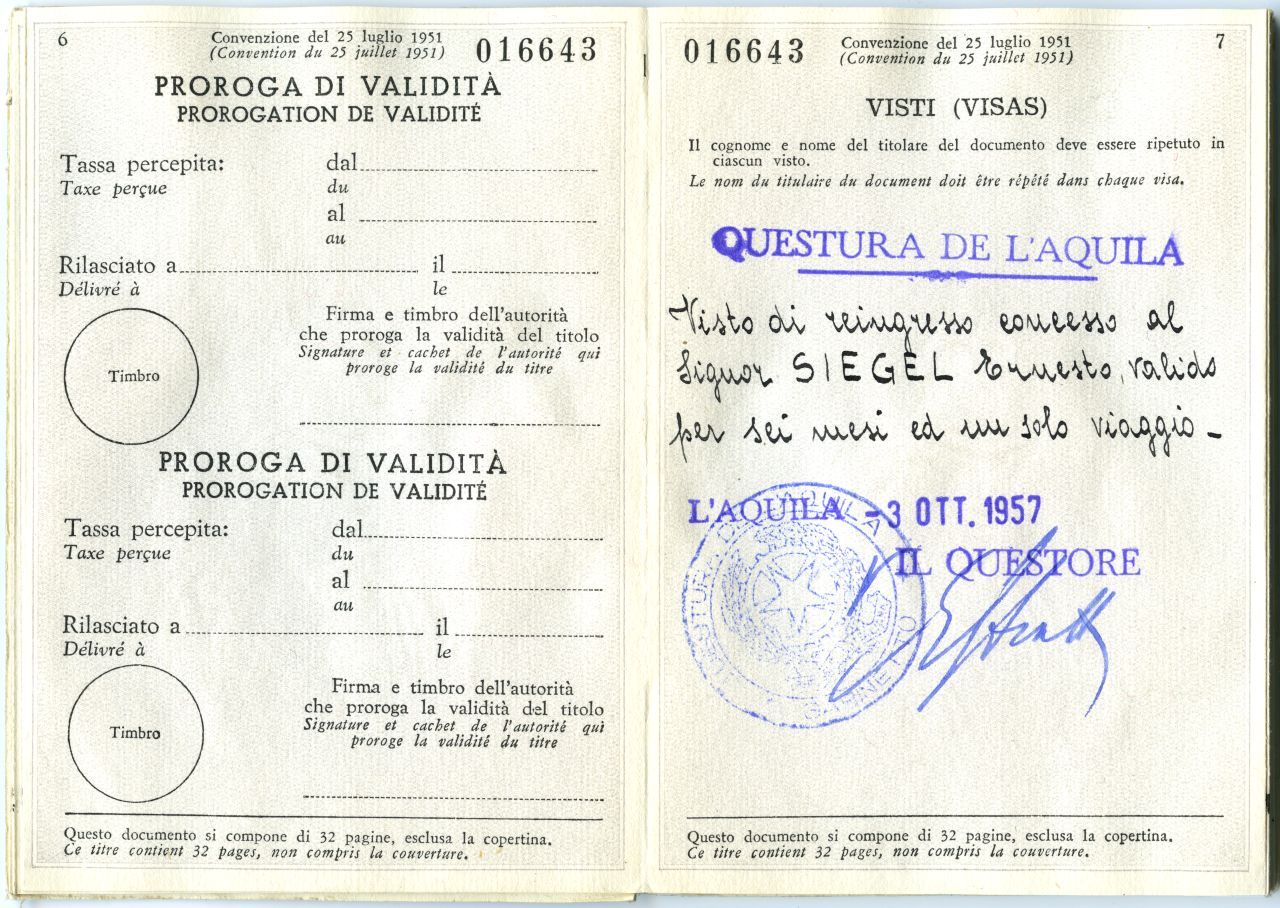 6
Convenzione del 25 luglio 1951
(Convention du 25 juillet 1951)
016643
PROROGA DI VALIDITÀ
PROROGATION DE VALIDITÉ
Tassa percepita: dal
Taxe perçue du
al
au
Rilasciato a il
Délivré à le
Firma e timbro dell'autorità
che proroga la validità del titolo
Signature et cachet de l'autorité qui
proroge la validité du titre
Timbro
PROROGA DI VALIDITÀ
PROROGATION DE VALIDITÉ
Tassa percepita: dal
Taxe perçue du
al
au
Rilasciato a il
Délivré à le
Firma e timbro dell'autorità
che proroga la validità del titolo
Signature et cachet de l'autorité qui
proroge la validité du titre
Timbro
Questo documento si compone di 32 pagine, esclusa la copertina.
Ce titre contient 32 pages, non compris la couverture.
016643
Convenzione del 25 luglio 1951
(Convention du 25 juillet 1951)
7
VISTI (VISAS)
Il cognome e nome del titolare del documento deve essere ripetuto in
ciascun visto.
Le nom du titulaire du document doit être répété dans chaque visa.
QUESTURA DE L'AQUILA
Visto di reingresso concesso al
Signor SIEGEL Ernesto, valido
per sei mesi ed un solo viaggio -
L'AQUILA -3 OTT. 1957
IL QUESTORE
QUESTURA DI L'AQUILA
GABINETTO
Questo documento si compone di 32 pagine, esclusa la copertina.
Ce titre contient 32 pages, non compris la couverture.